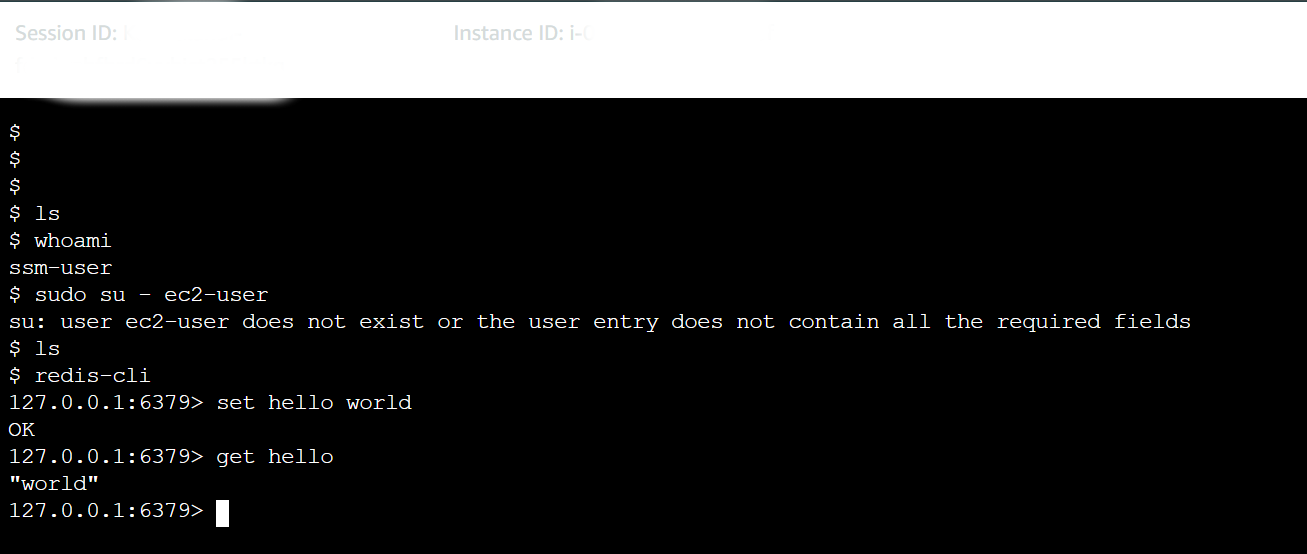 Session ID:
Instance ID: i-
$
$
$
$ ls
$ whoami
ssm-user
$ sudo su - ec2-user
su: user ec2-user does not exist or the user entry does not contain all the required fields
$ ls
$ redis-cli
127.0.0.1:6379> set hello world
OK
127.0.0.1:6379> get hello
"world"
127.0.0.1:6379>